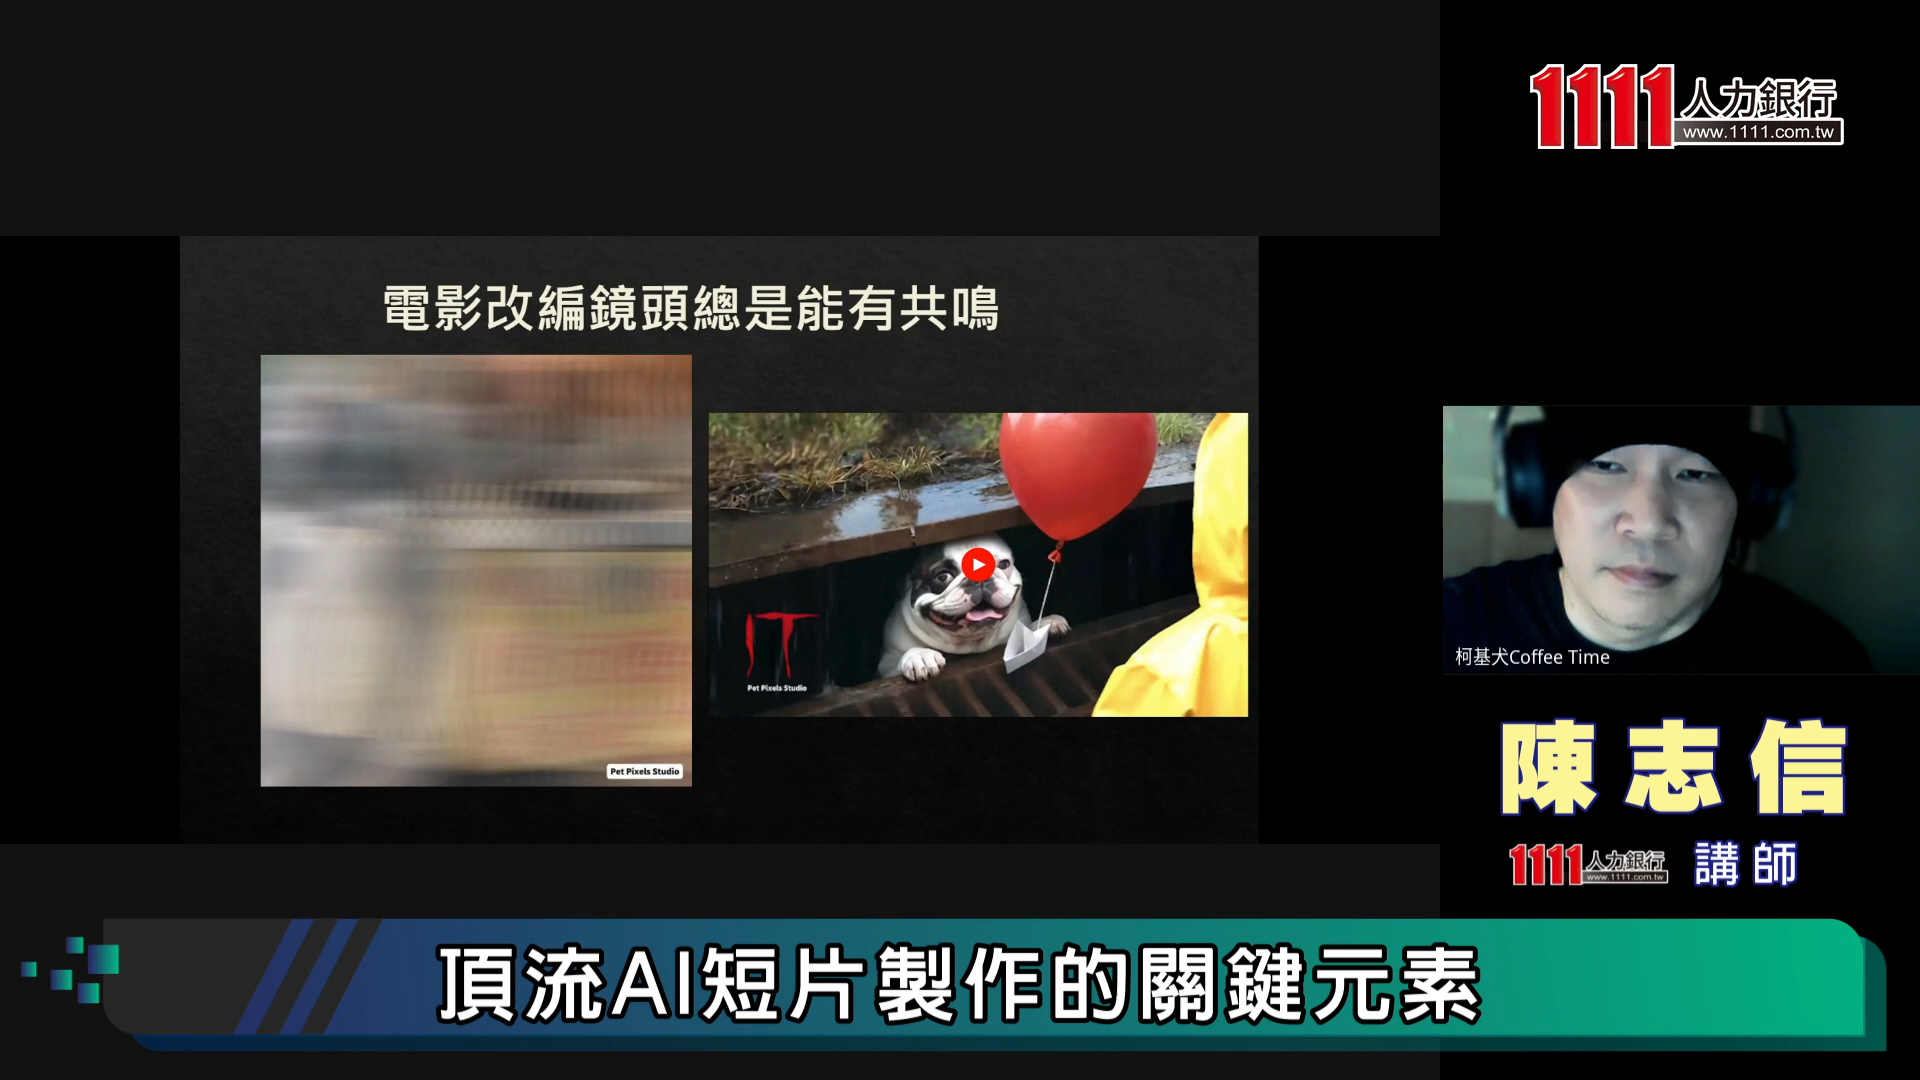 1111人力銀行
www.1111.com.tw
電影改編鏡頭總是能有共鳴
Pet Pixels Studio
IT
Pet Pixels Studio
柯基犬Coffee Time
陳志信
1111人力銀行 講師
www.1111.com.tw
頂流AI短片製作的關鍵元素